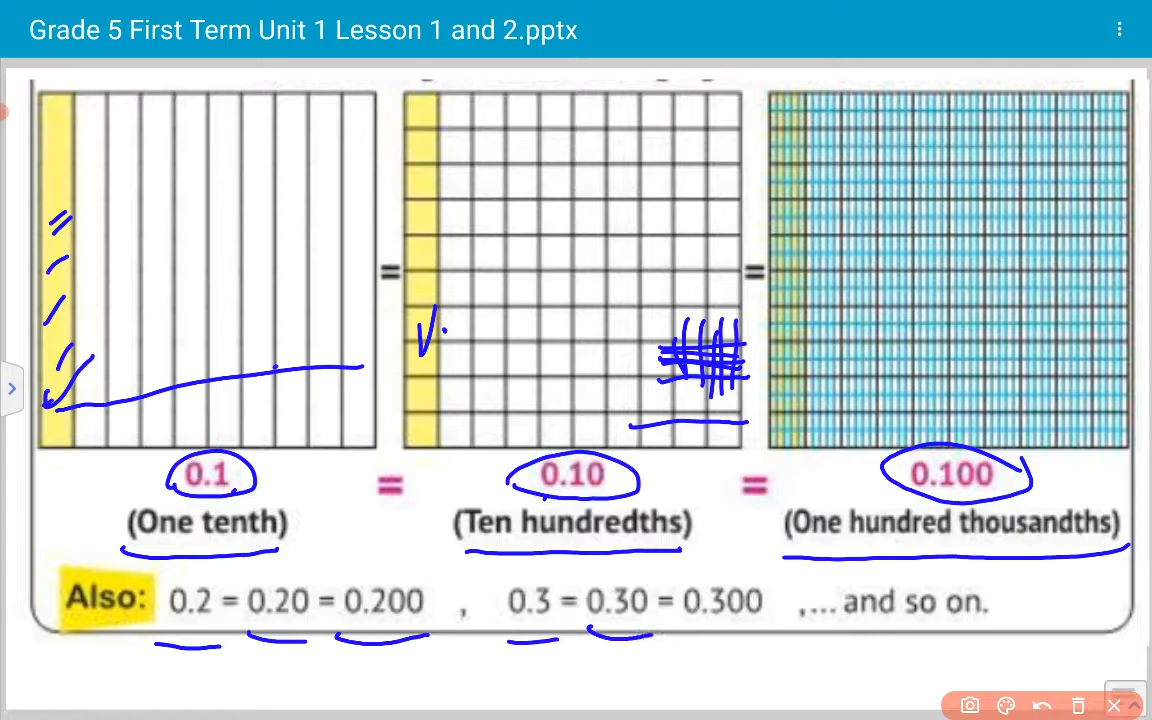 Grade 5 First Term Unit 1 Lesson 1 and 2.pptx
= =
0.1 = 0.10 = 0.100
(One tenth) (Ten hundredths) (One hundred thousandths)
Also: 0.2 = 0.20 = 0.200 , 0.3 = 0.30 = 0.300 ,... and so on.